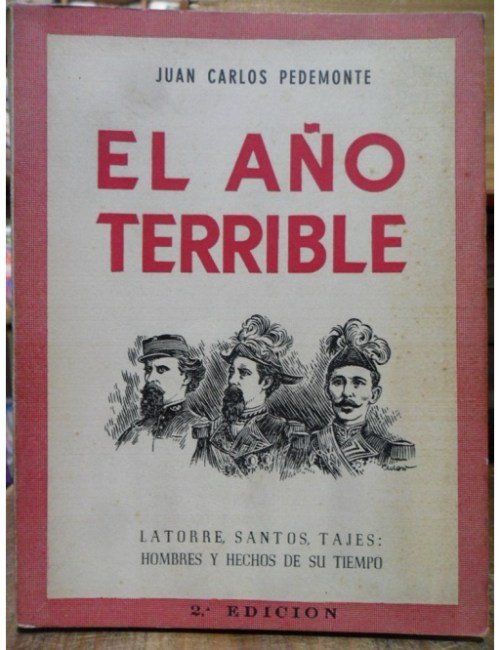 JUAN CARLOS PEDEMONTE
EL AÑO
TERRIBLE
LATORRE, SANTOS, TAJES:
HOMBRES Y HECHOS DE SU TIEMPO
2.ª EDICION